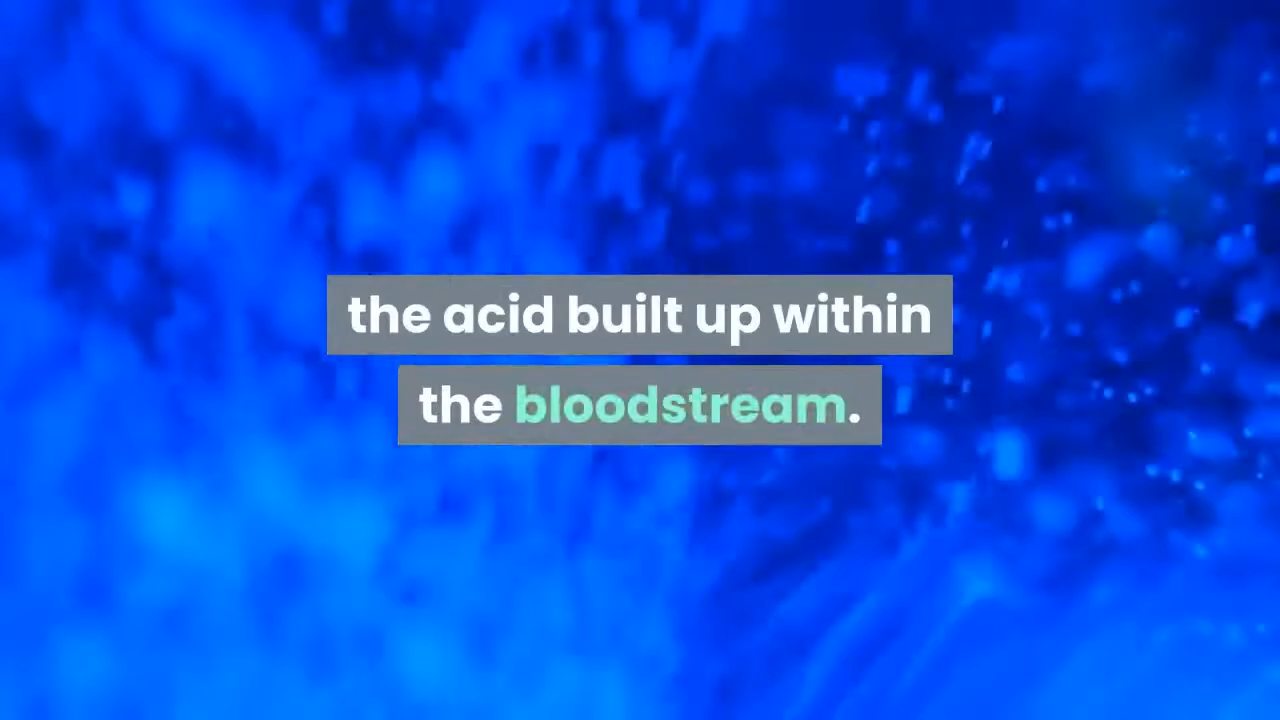 the acid built up within
the bloodstream.